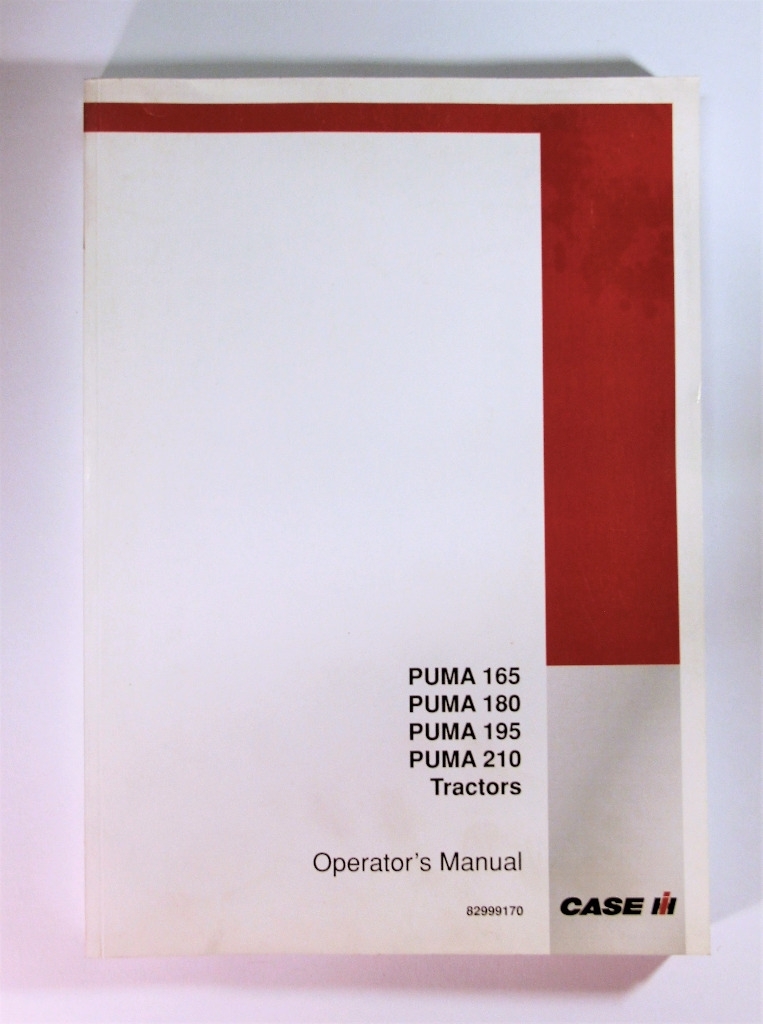 PUMA 165
PUMA 180
PUMA 195
PUMA 210
Tractors
Operator's Manual
82999170
CASE IH